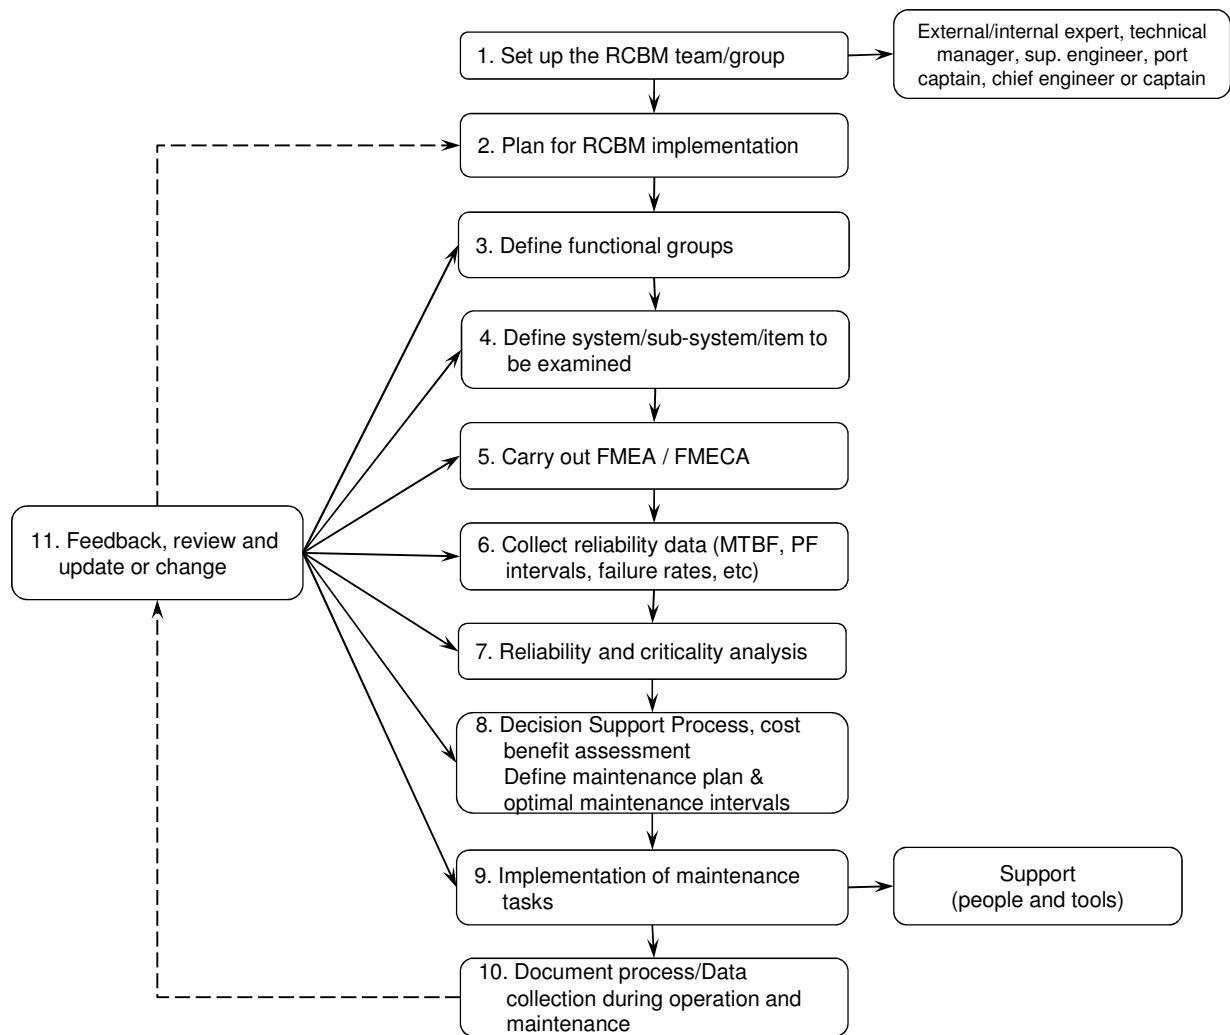 1. Set up the RCBM team/group
External/internal expert, technical
manager, sup. engineer, port
captain, chief engineer or captain
2. Plan for RCBM implementation
3. Define functional groups
4. Define system/sub-system/item to
be examined
5. Carry out FMEA / FMECA
11. Feedback, review and
update or change
6. Collect reliability data (MTBF, PF
intervals, failure rates, etc)
7. Reliability and criticality analysis
8. Decision Support Process, cost
benefit assessment
Define maintenance plan &
optimal maintenance intervals
9. Implementation of maintenance
tasks
Support
(people and tools)
10. Document process/Data
collection during operation and
maintenance